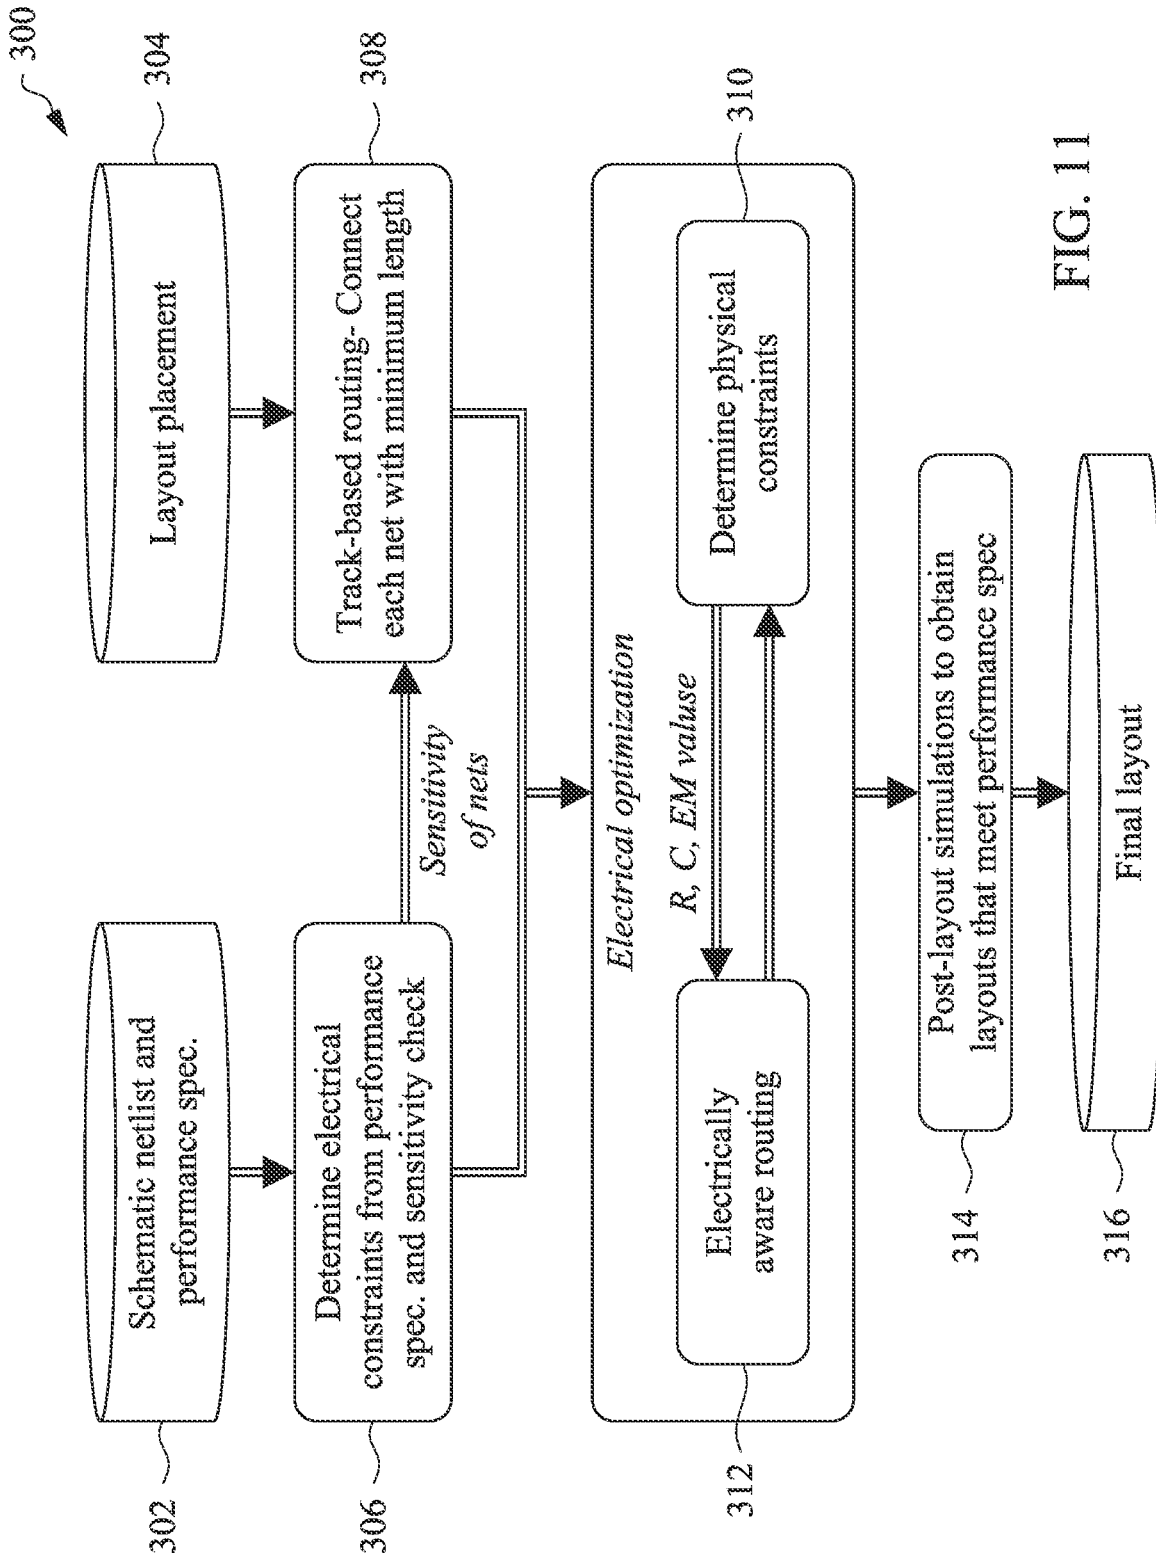 300
302
Schematic netlist and
performance spec.
Layout placement
304
306
Determine electrical
constraints from performance
spec. and sensitivity check
Sensitivity
of nets
Track-based routing- Connect
each net with minimum length
308
Electrical optimization
312
Electrically
aware routing
R, C, EM valuse
Determine physical
constraints
310
314
Post-layout simulations to obtain
layouts that meet performance spec
316
Final layout
FIG. 11